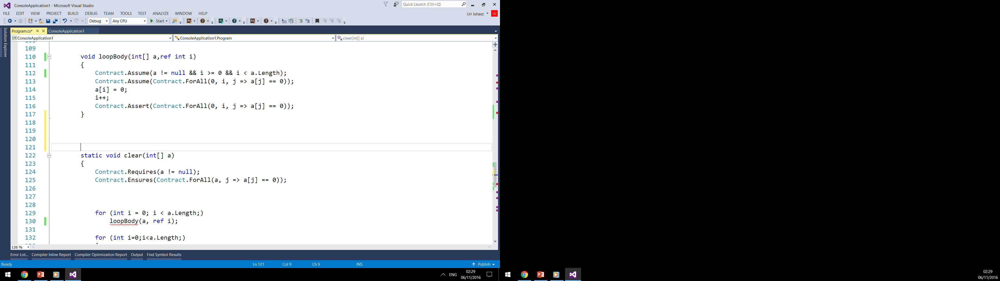 ConsoleApplication1 - Microsoft Visual Studio
Quick Launch (Ctrl+Q)
FILE EDIT VIEW PROJECT BUILD DEBUG TEAM TOOLS TEST ANALYZE WINDOW HELP
Uri Juhasz UJ
Debug Any CPU Start
Solution Explorer
Program.cs* ConsoleApplication1
ConsoleApplication1 ConsoleApplication1.Program clear(int[] a)
109
110 void loopBody(int[] a,ref int i)
111 {
112 Contract.Assume(a != null && i >= 0 && i < a.Length);
113 Contract.Assume(Contract.ForAll(0, i, j => a[j] == 0));
114 a[i] = 0;
115 i++;
116 Contract.Assert(Contract.ForAll(0, i, j => a[j] == 0));
117 }
118
119
120
121
122 static void clear(int[] a)
123 {
124 Contract.Requires(a != null);
125 Contract.Ensures(Contract.ForAll(a, j => a[j] == 0));
126
127
128
129 for (int i = 0; i < a.Length;)
130 loopBody(a, ref i);
131
132 for (int i=0;i<a.Length;)
126 %
Error List... Compiler Inline Report Compiler Optimization Report Output Find Symbol Results
Ready Ln 121 Col 9 Ch 9 INS Publish
ENG 02:29
06/11/2016
02:29
06/11/2016